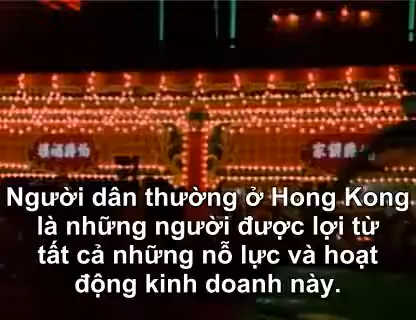 Người dân thường ở Hong Kong
là những người được lợi từ
tất cả những nỗ lực và hoạt
động kinh doanh này.